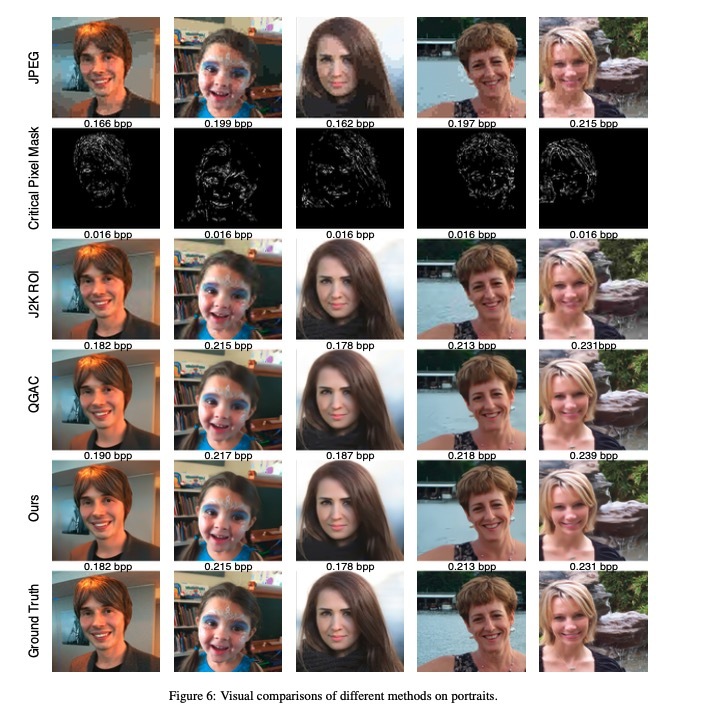 JPEG
0.166 bpp 0.199 bpp 0.162 bpp 0.197 bpp 0.215 bpp
Critical Pixel Mask
0.016 bpp 0.016 bpp 0.016 bpp 0.016 bpp 0.016 bpp
J2K ROI
0.182 bpp 0.215 bpp 0.178 bpp 0.213 bpp 0.231bpp
QGAC
0.190 bpp 0.217 bpp 0.187 bpp 0.218 bpp 0.239 bpp
Ours
0.182 bpp 0.215 bpp 0.178 bpp 0.213 bpp 0.231 bpp
Ground Truth
Figure 6: Visual comparisons of different methods on portraits.